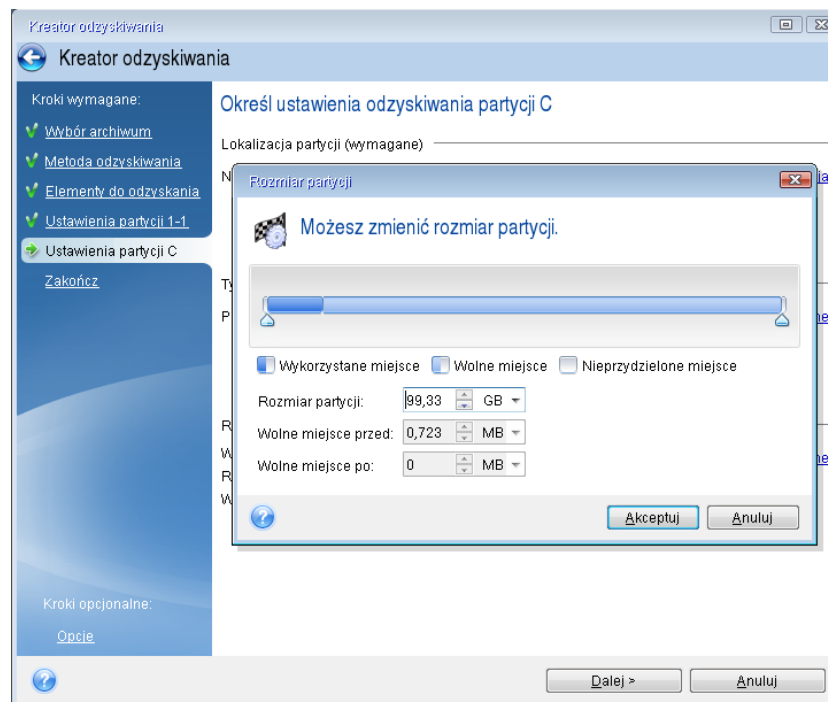 Kreator odzyskiwania
Kreator odzyskiwania
Kroki wymagane:
Wybór archiwum
Metoda odzyskiwania
Elementy do odzyskania
Ustawienia partycji 1-1
Ustawienia partycji C
Zakończ
Kroki opcjonalne:
Opcje
Określ ustawienia odzyskiwania partycji C
Lokalizacja partycji (wymagane)
Rozmiar partycji
Możesz zmienić rozmiar partycji.
Wykorzystane miejsce Wolne miejsce Nieprzydzielone miejsce
Rozmiar partycji: 99,33 GB
Wolne miejsce przed: 0,723 MB
Wolne miejsce po: 0 MB
Akceptuj Anuluj
Dalej > Anuluj